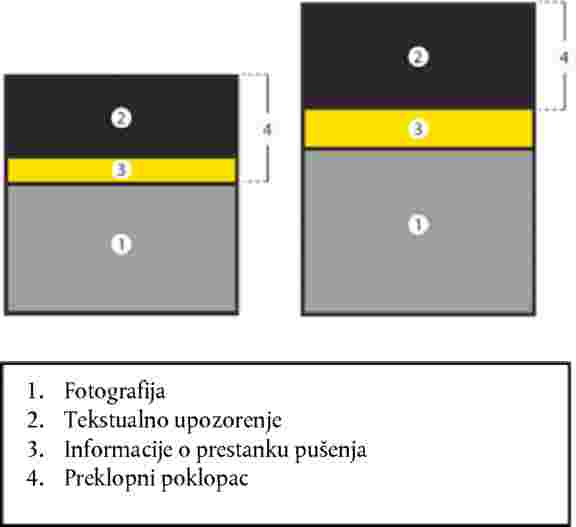 2
4
3
1
2
4
3
1
1. Fotografija
2. Tekstualno upozorenje
3. Informacije o prestanku pušenja
4. Preklopni poklopac